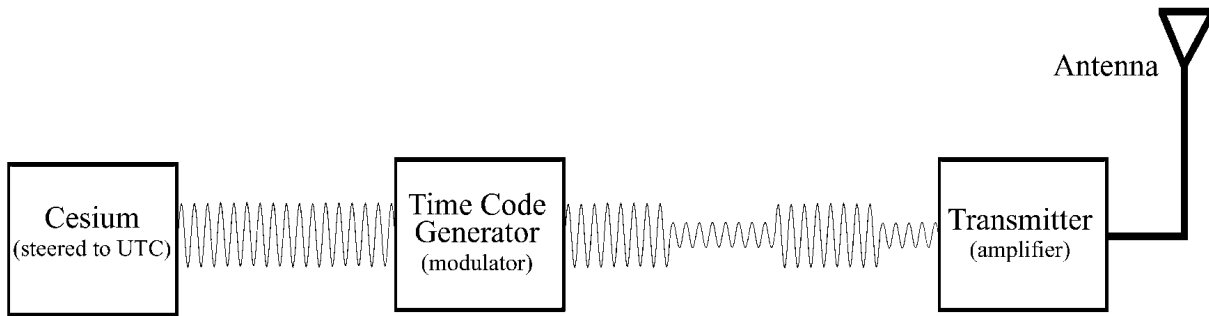 Antenna
Cesium
(steered to UTC)
Time Code
Generator
(modulator)
Transmitter
(amplifier)